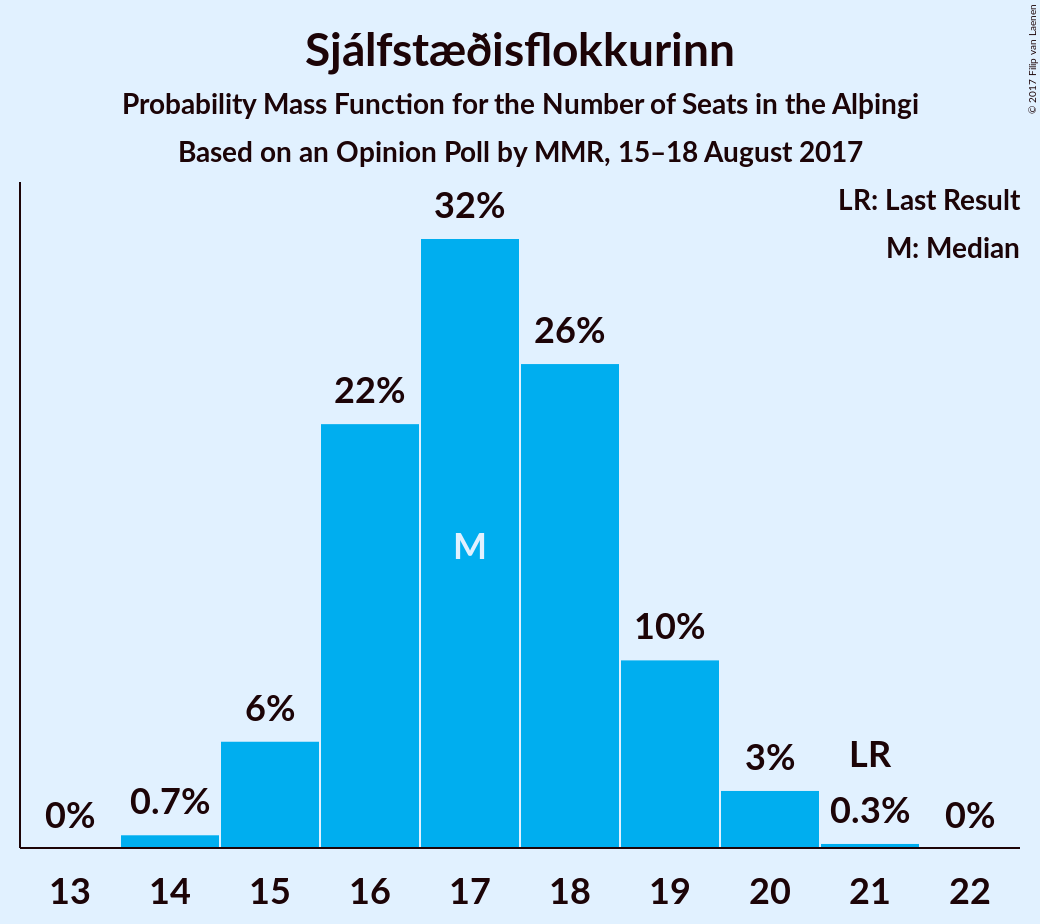 Sjálfstæðisflokkurinn
Probability Mass Function for the Number of Seats in the Alþingi
Based on an Opinion Poll by MMR, 15–18 August 2017
© 2017 Filip van Laenen
LR: Last Result
M: Median
0%
0.7%
6%
22%
32%
M
26%
10%
3%
LR
0.3%
0%
13 14 15 16 17 18 19 20 21 22